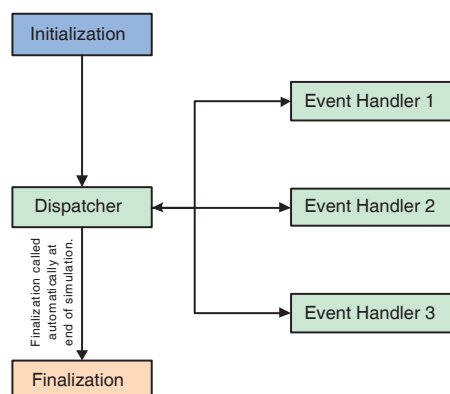 Initialization
Event Handler 1
Dispatcher
Event Handler 2
Finalization called
automatically at
end of simulation.
Event Handler 3
Finalization